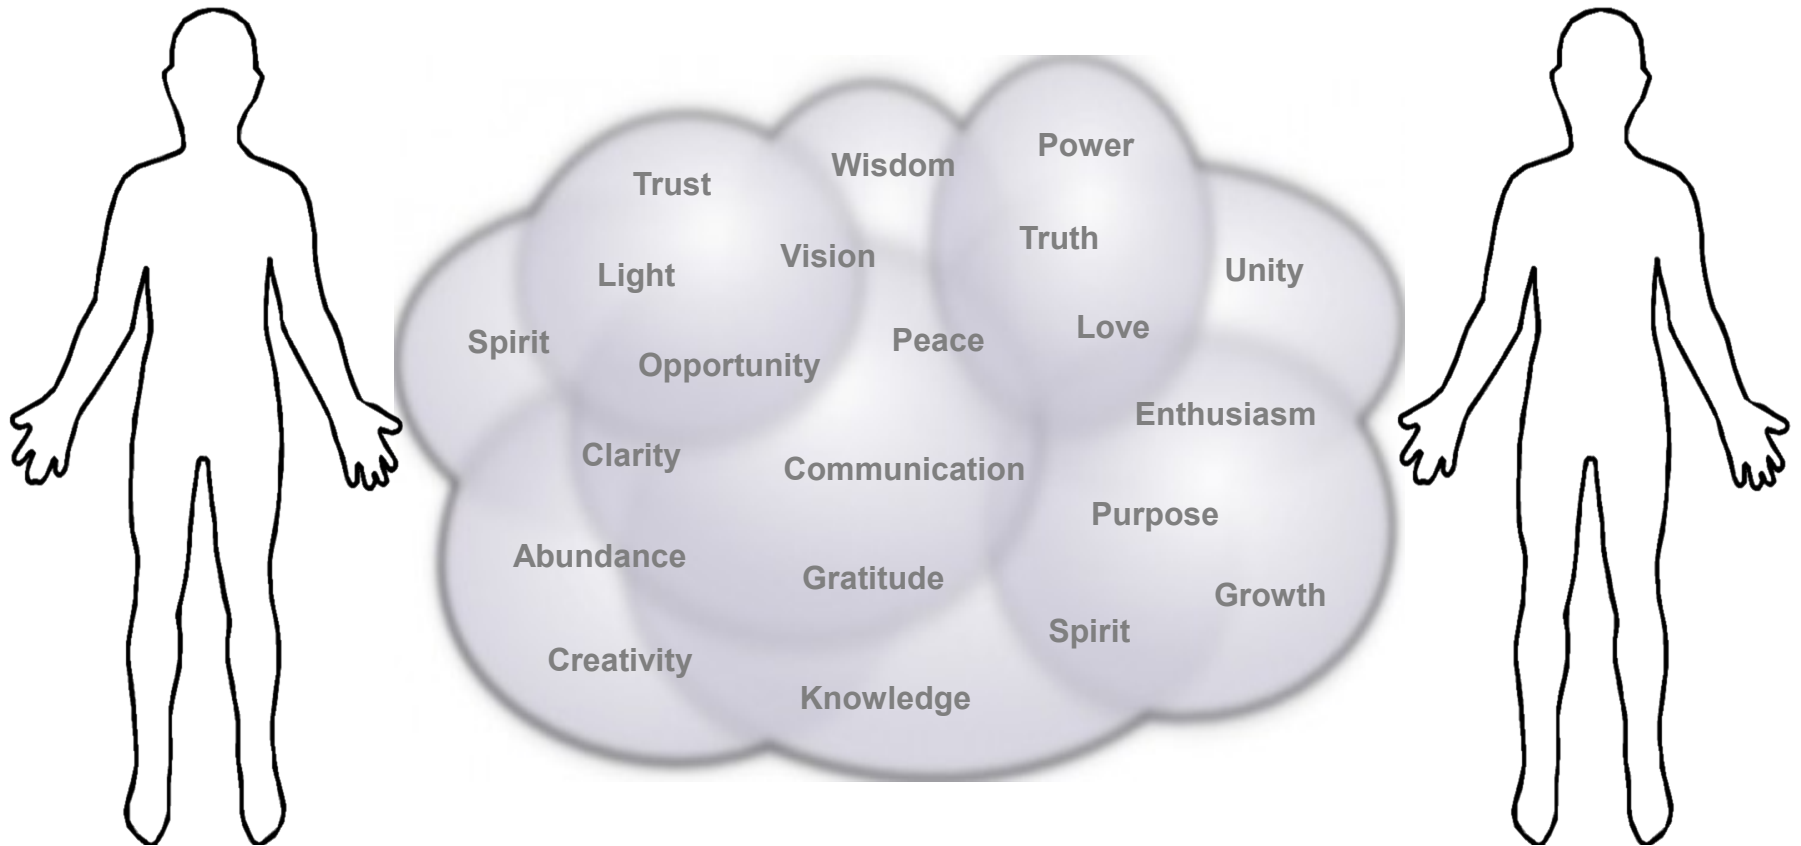 Power
Wisdom
Trust
Truth
Vision
Unity
Light
Love
Peace
Spirit
Opportunity
Enthusiasm
Clarity
Communication
Purpose
Abundance
Gratitude
Growth
Spirit
Creativity
Knowledge